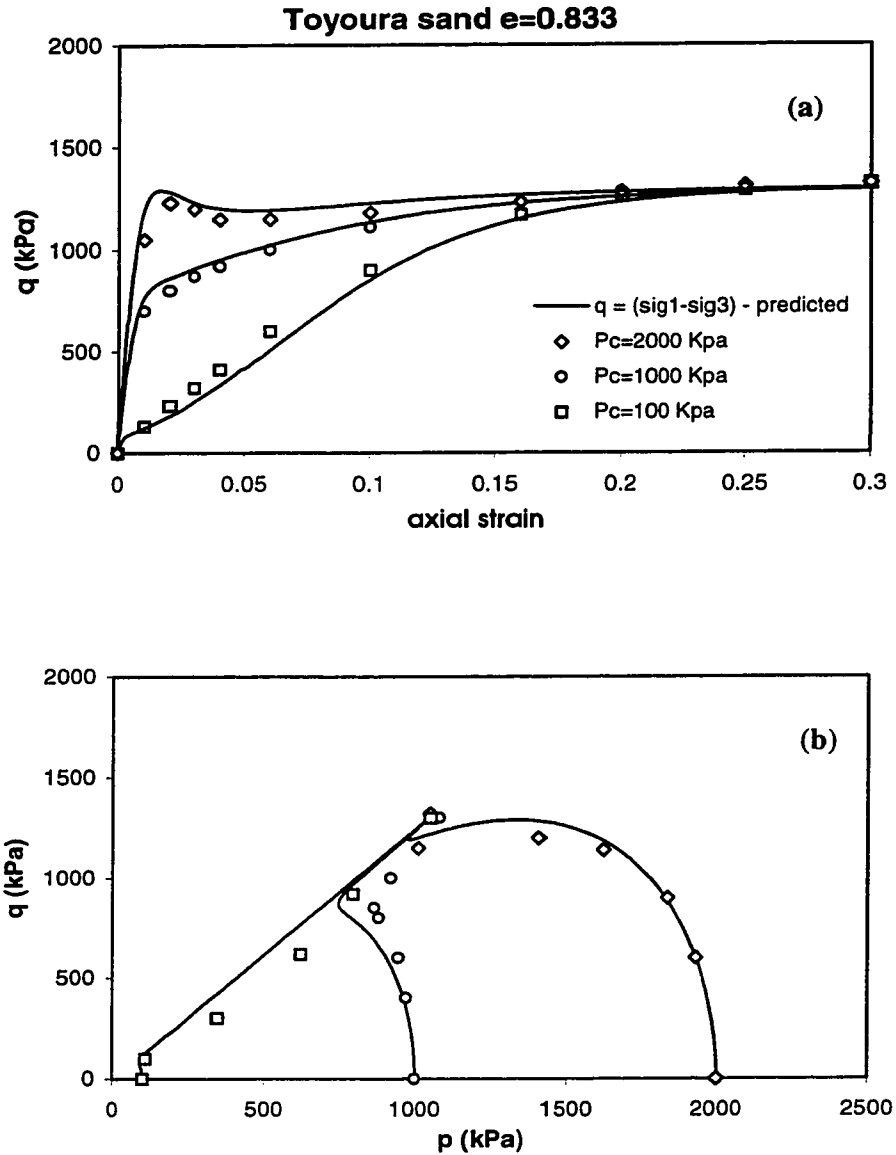 Toyoura sand e=0.833
2000
(a)
1500
q (kPa)
1000
q = (sig1-sig3) - predicted
Pc=2000 Kpa
500
Pc=1000 Kpa
Pc=100 Kpa
0
0 0.05 0.1 0.15 0.2 0.25 0.3
axial strain
2000
(b)
1500
q (kPa)
1000
500
0
0 500 1000 1500 2000 2500
p (kPa)